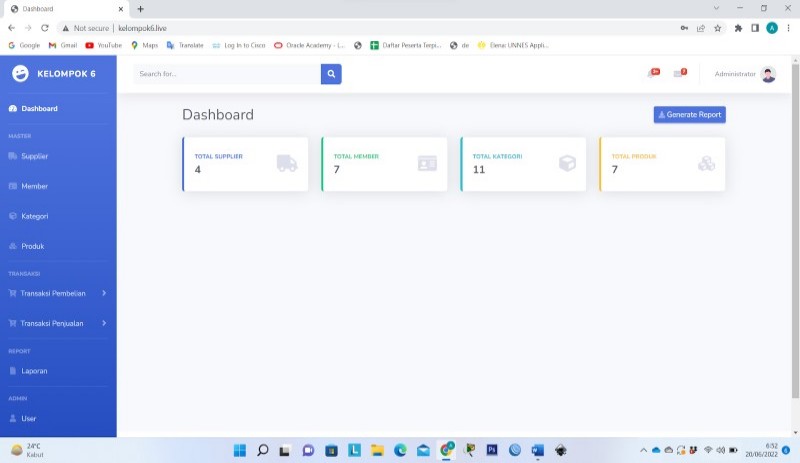 Dashboard
Not secure | kelompok6.live
Google
Gmail
YouTube
Maps
Translate
Log In to Cisco
Oracle Academy - L...
Daftar Peserta Terpi...
de
Elena: UNNES Appli...
KELOMPOK 6
Search for...
3+
7
Administrator
Dashboard
MASTER
Supplier
Member
Kategori
Produk
TRANSAKSI
Transaksi Pembelian
Transaksi Penjualan
REPORT
Laporan
ADMIN
User
Dashboard
Generate Report
TOTAL SUPPLIER
4
TOTAL MEMBER
7
TOTAL KATEGORI
11
TOTAL PRODUK
7
24°C
Kabut
6:52
20/06/2022